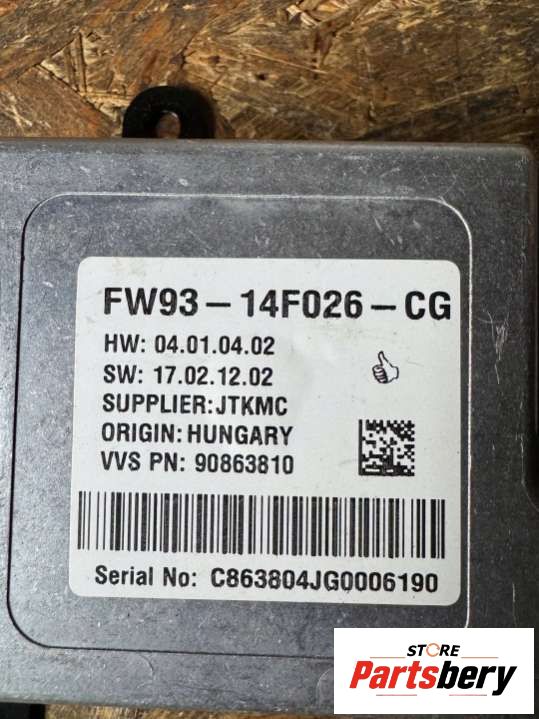 FW93-14F026-CG
HW: 04.01.04.02
SW: 17.02.12.02
SUPPLIER:JTKMC
ORIGIN:HUNGARY
VVS PN: 90863810
Serial No: C863804JG0006190
STORE
Partsbery